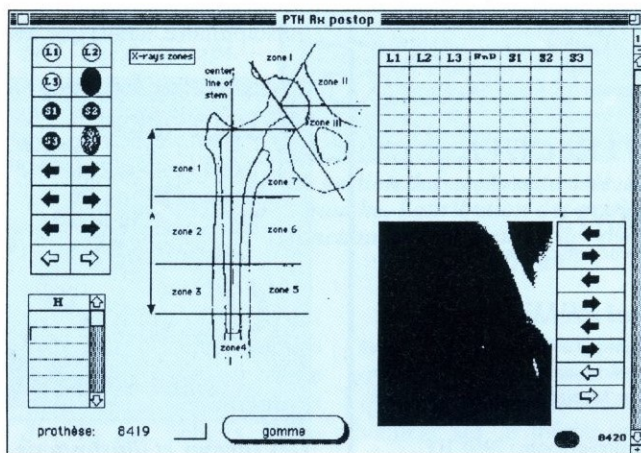 PTH Rx postop
L1 L2
L3
S1 S2
S3
X-rays zones
center
line of
stem
zone I
zone II
zone III
zone 1
zone 7
A
zone 2
zone 6
zone 3
zone 5
zone4
L1 L2 L3 S1 S2 S3
H
prothèse: 8419
gomme
8420